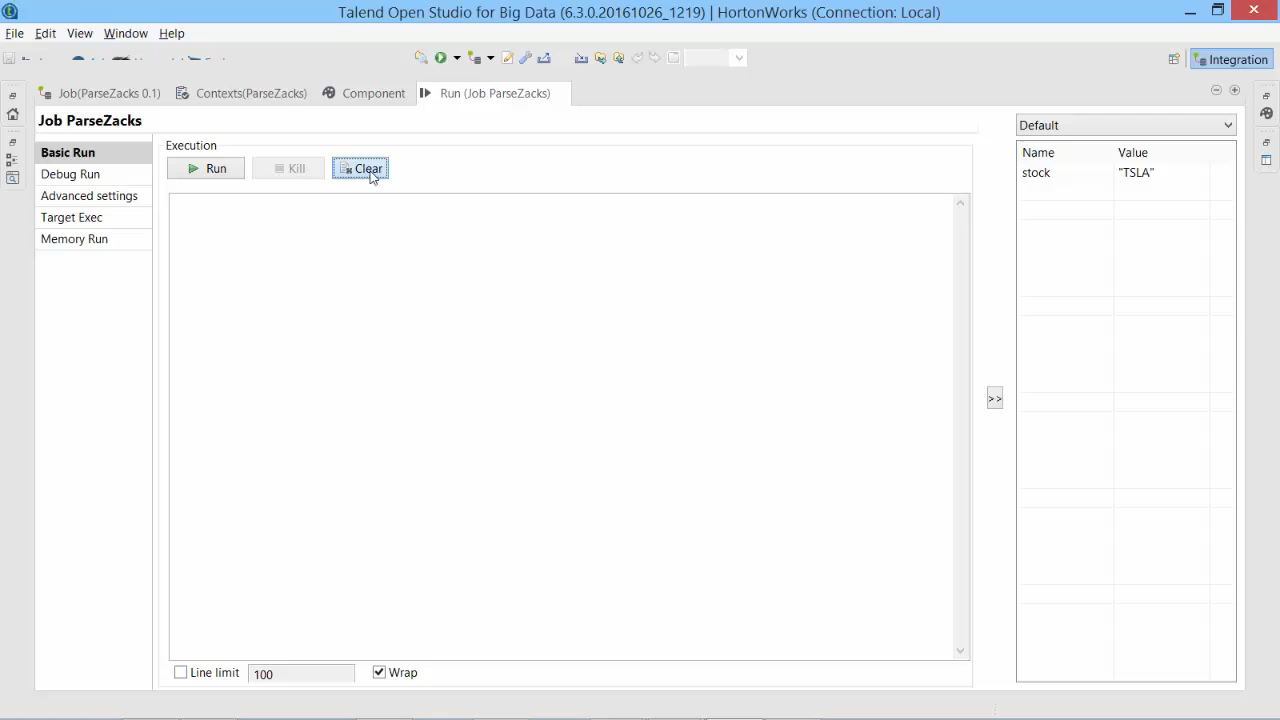 Talend Open Studio for Big Data (6.3.0.20161026_1219) | HortonWorks (Connection: Local)
File Edit View Window Help
Integration
Job(ParseZacks 0.1) Contexts(ParseZacks) Component Run (Job ParseZacks)
Job ParseZacks
Default
Execution
Basic Run
Run Kill Clear
Name Value
Debug Run
stock "TSLA"
Advanced settings
Target Exec
Memory Run
>>
Line limit 100 Wrap